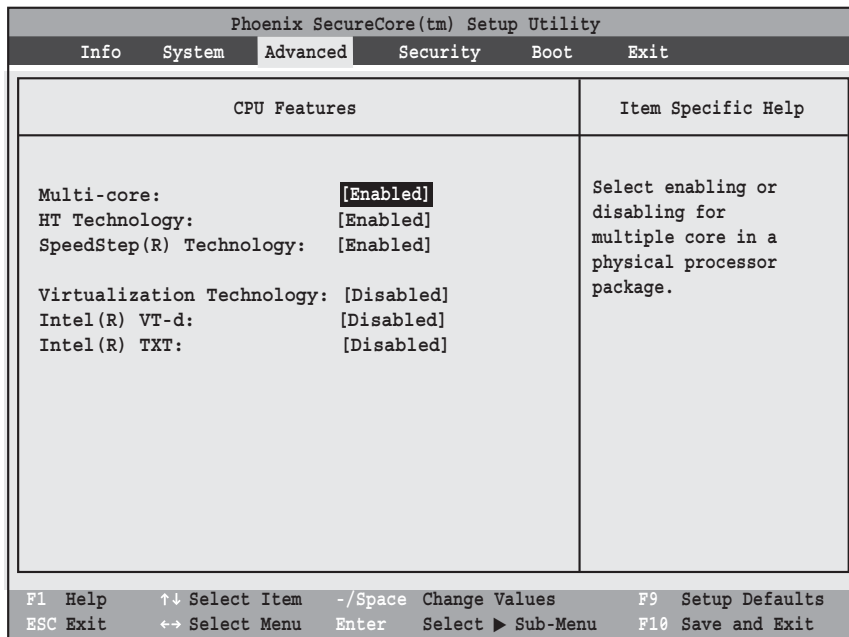 Phoenix SecureCore(tm) Setup Utility
Info System Advanced Security Boot Exit
CPU Features
Item Specific Help
Multi-core: [Enabled]
HT Technology: [Enabled]
SpeedStep(R) Technology: [Enabled]
Virtualization Technology: [Disabled]
Intel(R) VT-d: [Disabled]
Intel(R) TXT: [Disabled]
Select enabling or
disabling for
multiple core in a
physical processor
package.
F1 Help ↑↓ Select Item -/Space Change Values F9 Setup Defaults
ESC Exit ←→ Select Menu Enter Select ▶ Sub-Menu F10 Save and Exit